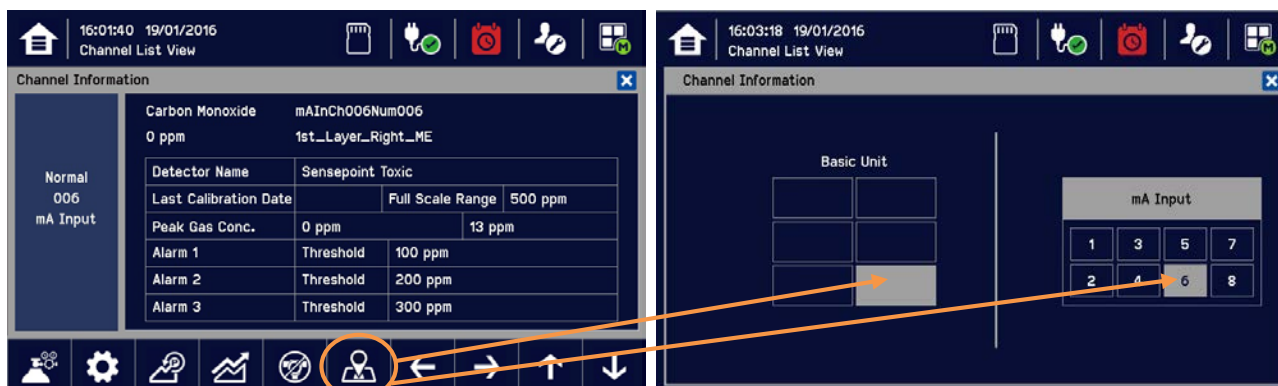 16:01:40 19/01/2016
Channel List View
M
Channel Information
Normal
006
mA Input
Carbon Monoxide mAInCh006Num006
0 ppm 1st_Layer_Right_ME
Detector Name Sensepoint Toxic
Last Calibration Date Full Scale Range 500 ppm
Peak Gas Conc. 0 ppm 13 ppm
Alarm 1 Threshold 100 ppm
Alarm 2 Threshold 200 ppm
Alarm 3 Threshold 300 ppm
16:03:18 19/01/2016
Channel List View
M
Channel Information
Basic Unit
mA Input
1 3 5 7
2 4 6 8